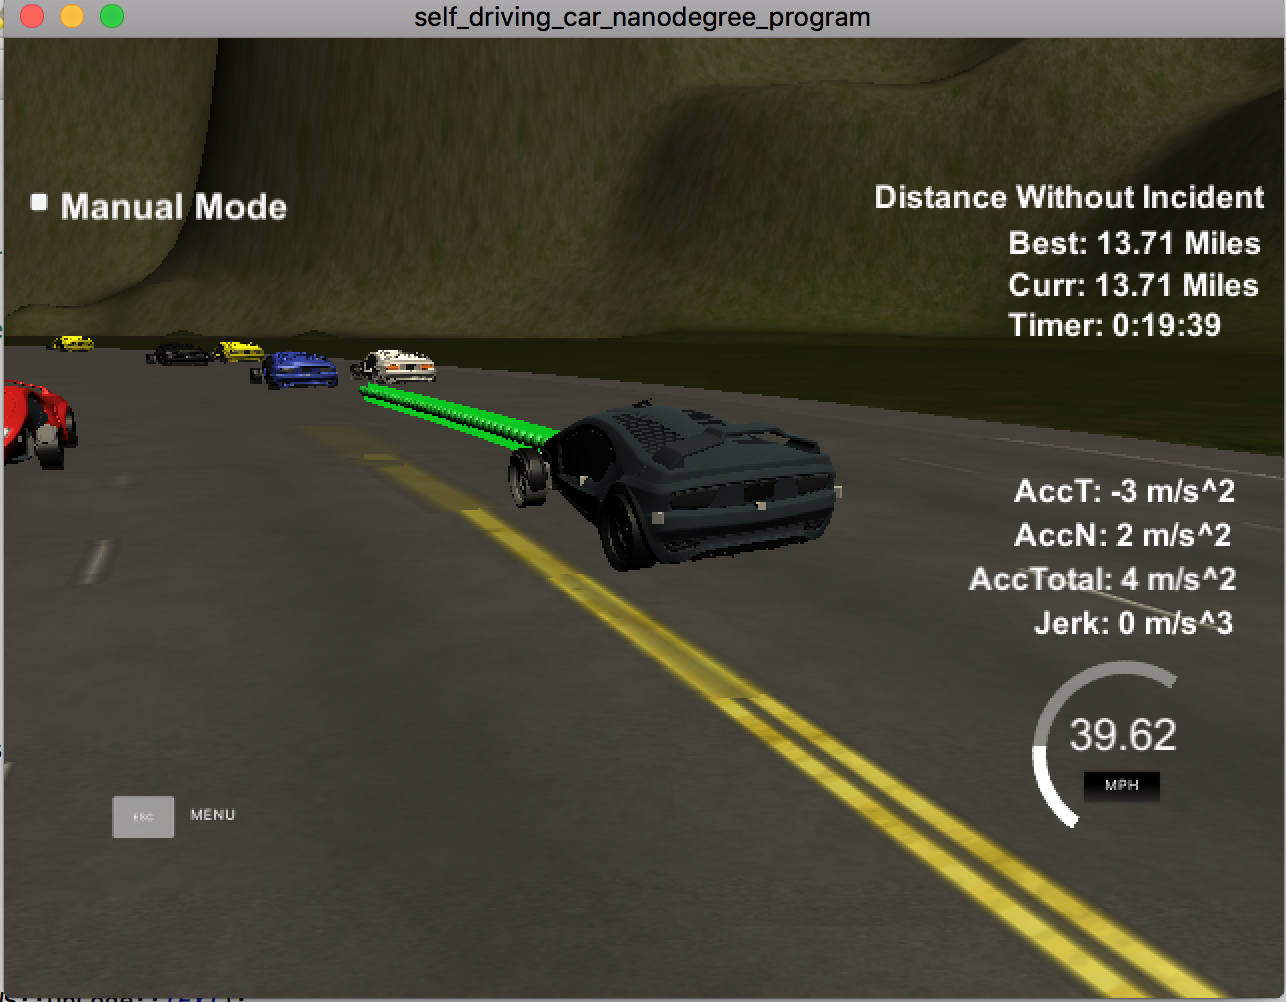 self_driving_car_nanodegree_program
Manual Mode
Distance Without Incident
Best: 13.71 Miles
Curr: 13.71 Miles
Timer: 0:19:39
AccT: -3 m/s^2
AccN: 2 m/s^2
AccTotal: 4 m/s^2
Jerk: 0 m/s^3
39.62
MPH
ESC MENU